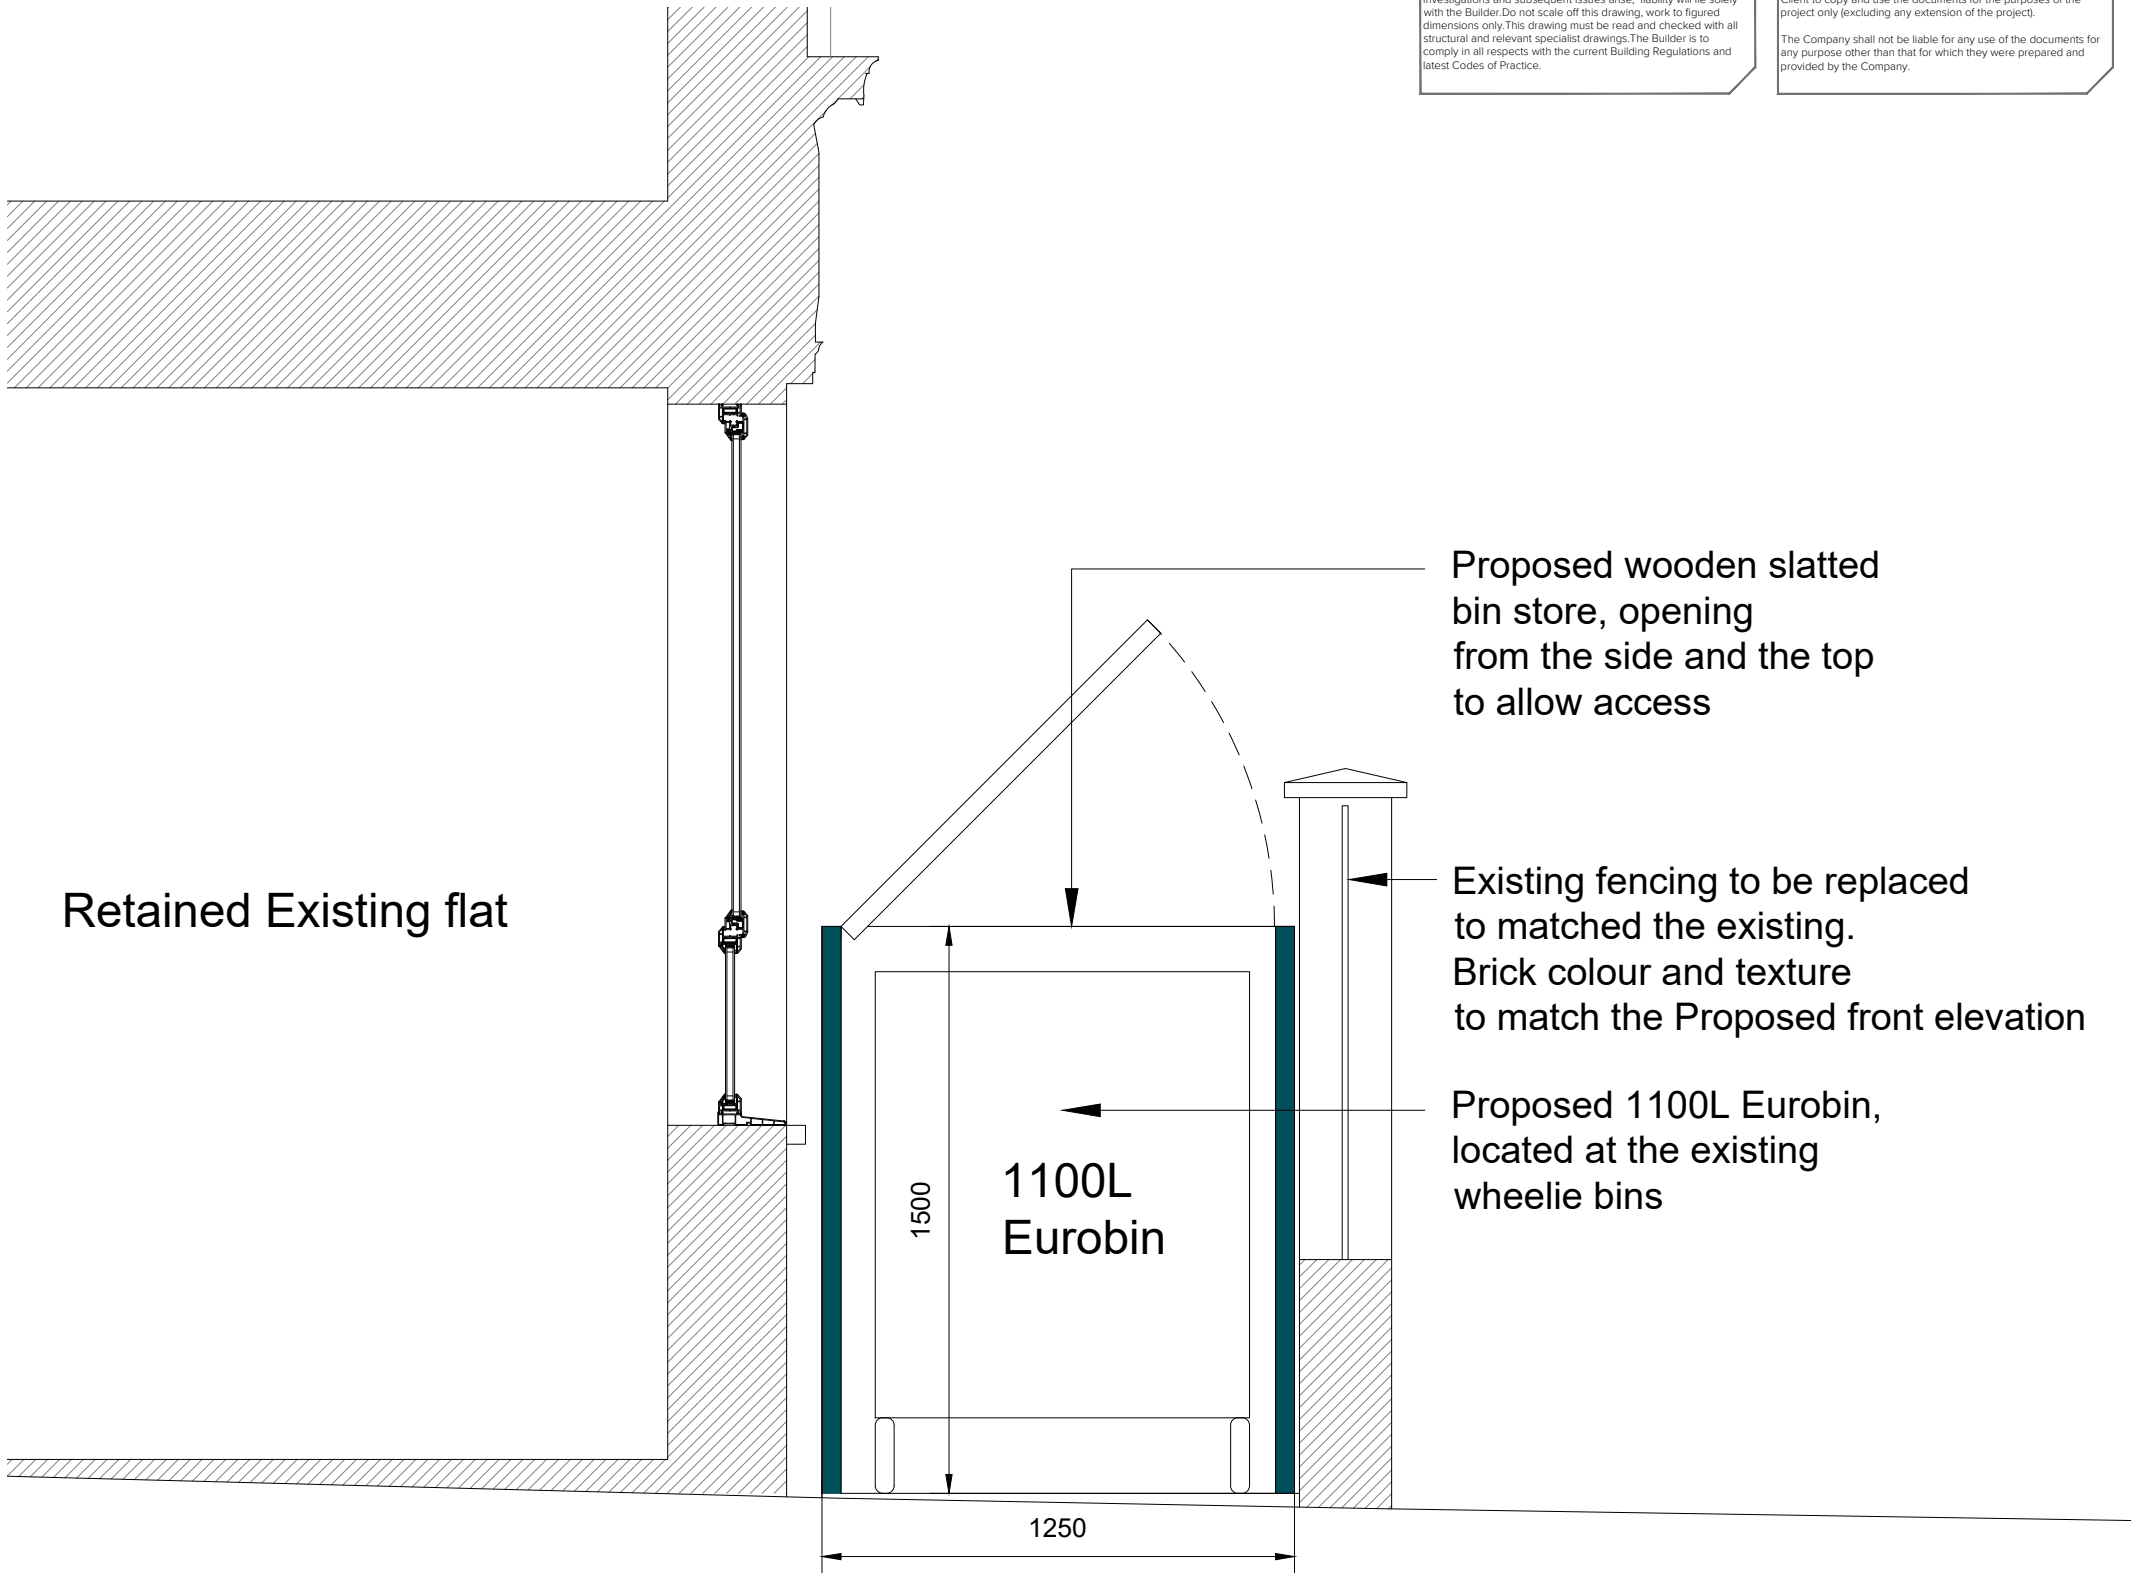 investigations and subsequent issues arise, liability will lie solely
with the Builder.Do not scale off this drawing, work to figured
dimensions only.This drawing must be read and checked with all
structural and relevant specialist drawings.The Builder is to
comply in all respects with the current Building Regulations and
latest Codes of Practice.
Client to copy and use the documents for the purposes of the
project only (excluding any extension of the project).
The Company shall not be liable for any use of the documents for
any purpose other than that for which they were prepared and
provided by the Company.
Proposed wooden slatted
bin store, opening
from the side and the top
to allow access
Retained Existing flat
Existing fencing to be replaced
to matched the existing.
Brick colour and texture
to match the Proposed front elevation
Proposed 1100L Eurobin,
located at the existing
wheelie bins
1500
1100L
Eurobin
1250